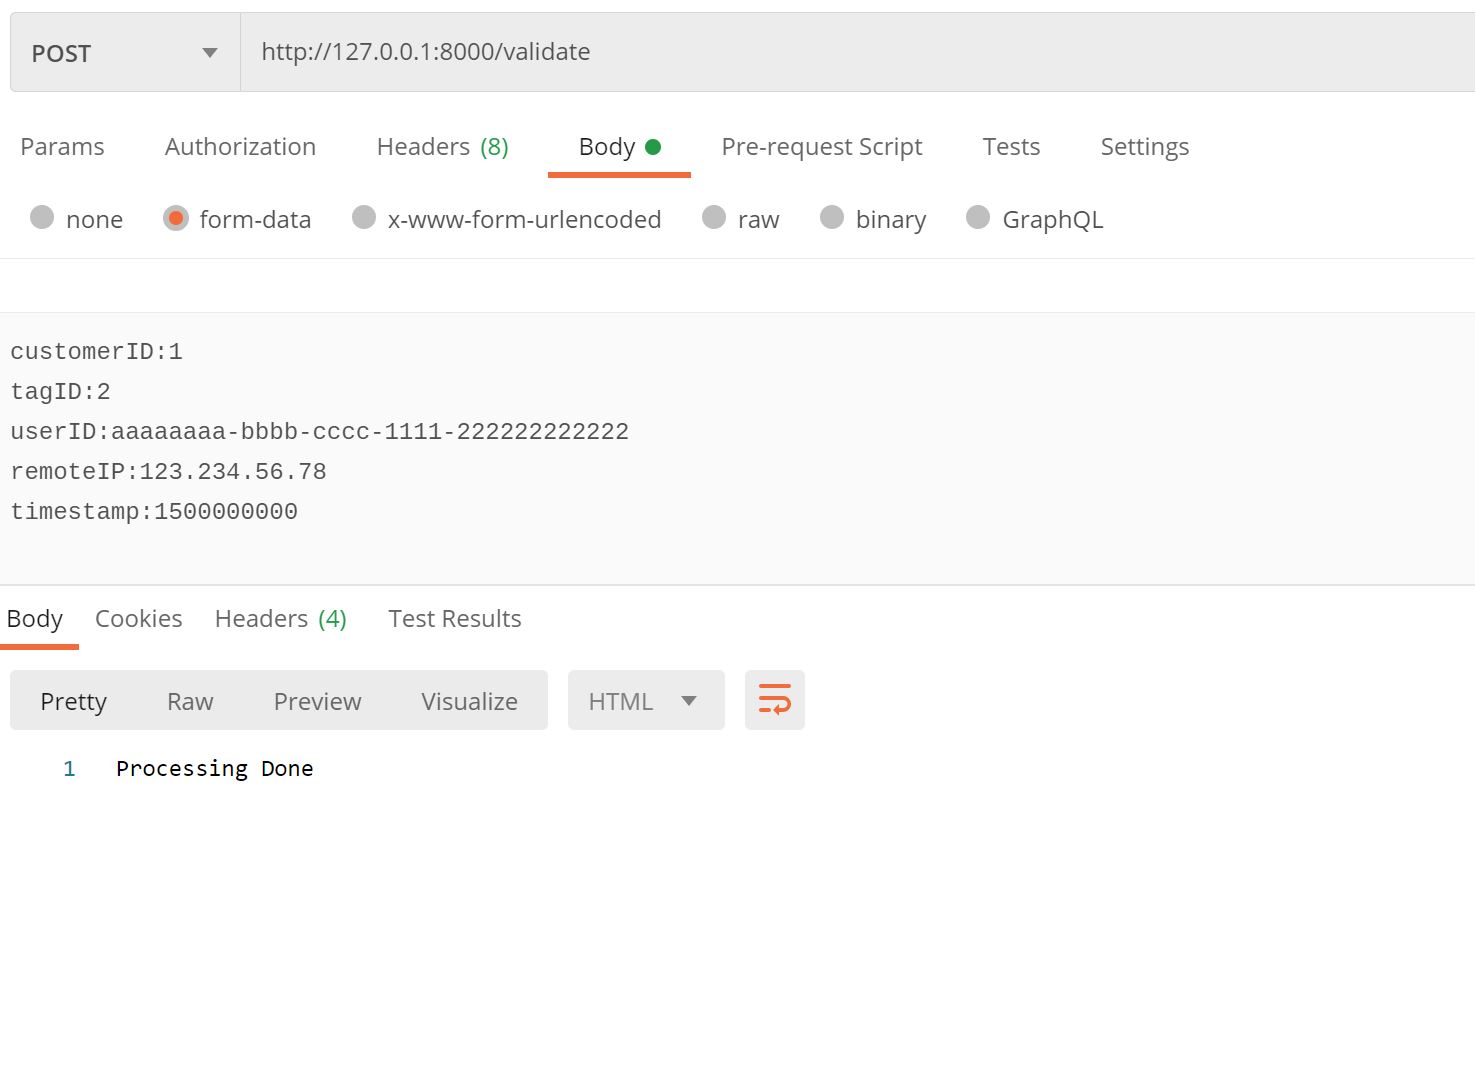 POST http://127.0.0.1:8000/validate
Params Authorization Headers (8) Body Pre-request Script Tests Settings
none form-data x-www-form-urlencoded raw binary GraphQL
customerID:1
tagID:2
userID:aaaaaaaa-bbbb-cccc-1111-222222222222
remoteIP:123.234.56.78
timestamp:1500000000
Body Cookies Headers (4) Test Results
Pretty Raw Preview Visualize HTML
1 Processing Done